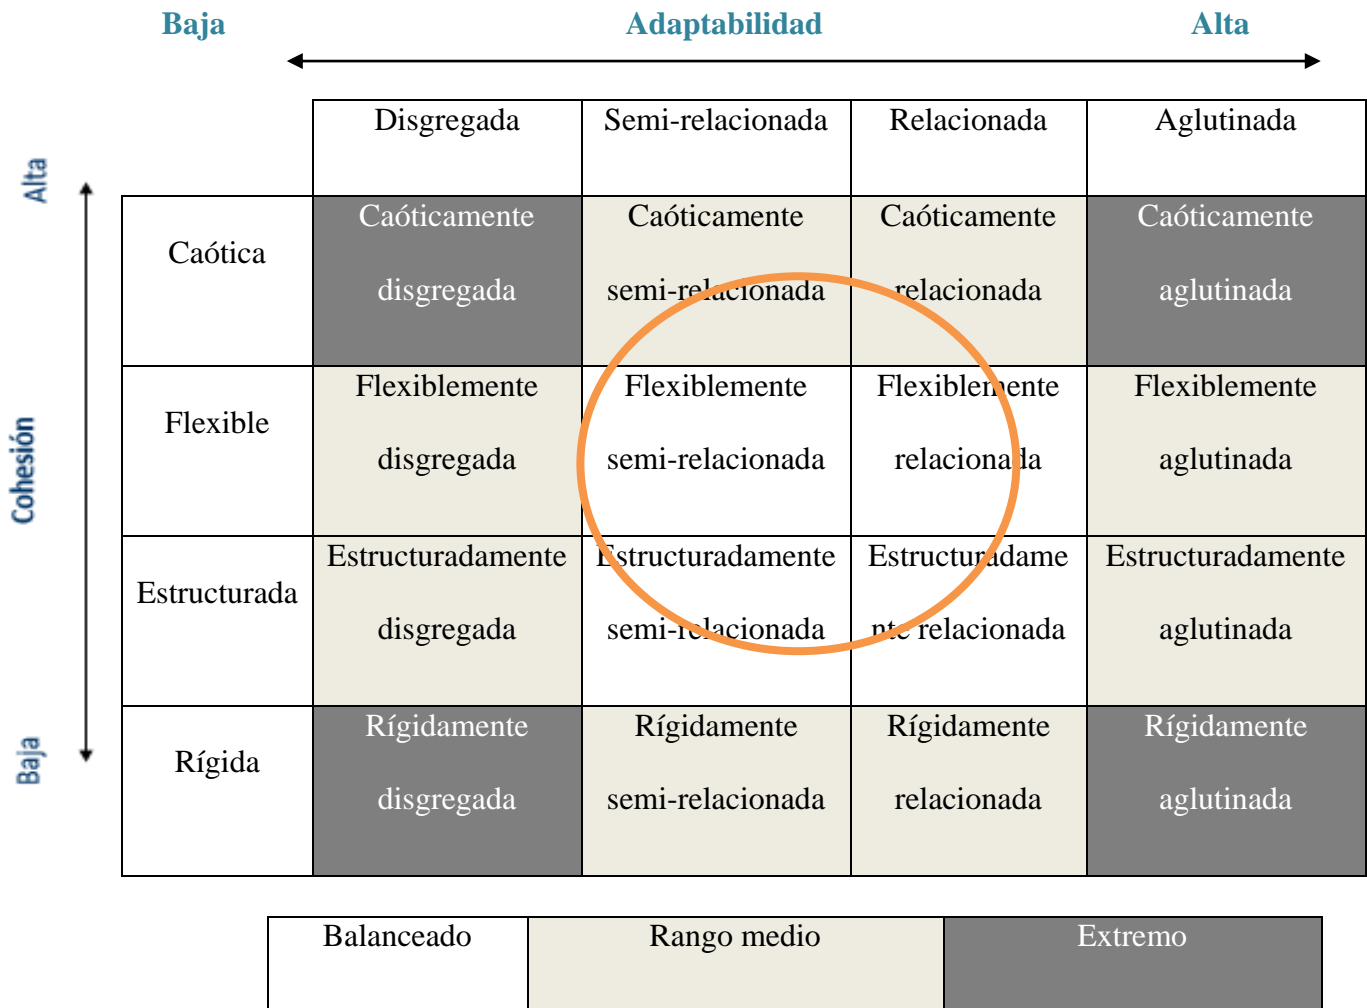 Baja Adaptabilidad Alta
Disgregada Semi-relacionada Relacionada Aglutinada
Alta
Cohesión
Baja
Caótica
Caóticamente
disgregada
Caóticamente
semi-relacionada
Caóticamente
relacionada
Caóticamente
aglutinada
Flexible
Flexiblemente
disgregada
Flexiblemente
semi-relacionada
Flexiblemente
relacionada
Flexiblemente
aglutinada
Estructurada
Estructuradamente
disgregada
Estructuradamente
semi-relacionada
Estructuradame
nte relacionada
Estructuradamente
aglutinada
Rígida
Rígidamente
disgregada
Rígidamente
semi-relacionada
Rígidamente
relacionada
Rígidamente
aglutinada
Balanceado Rango medio Extremo